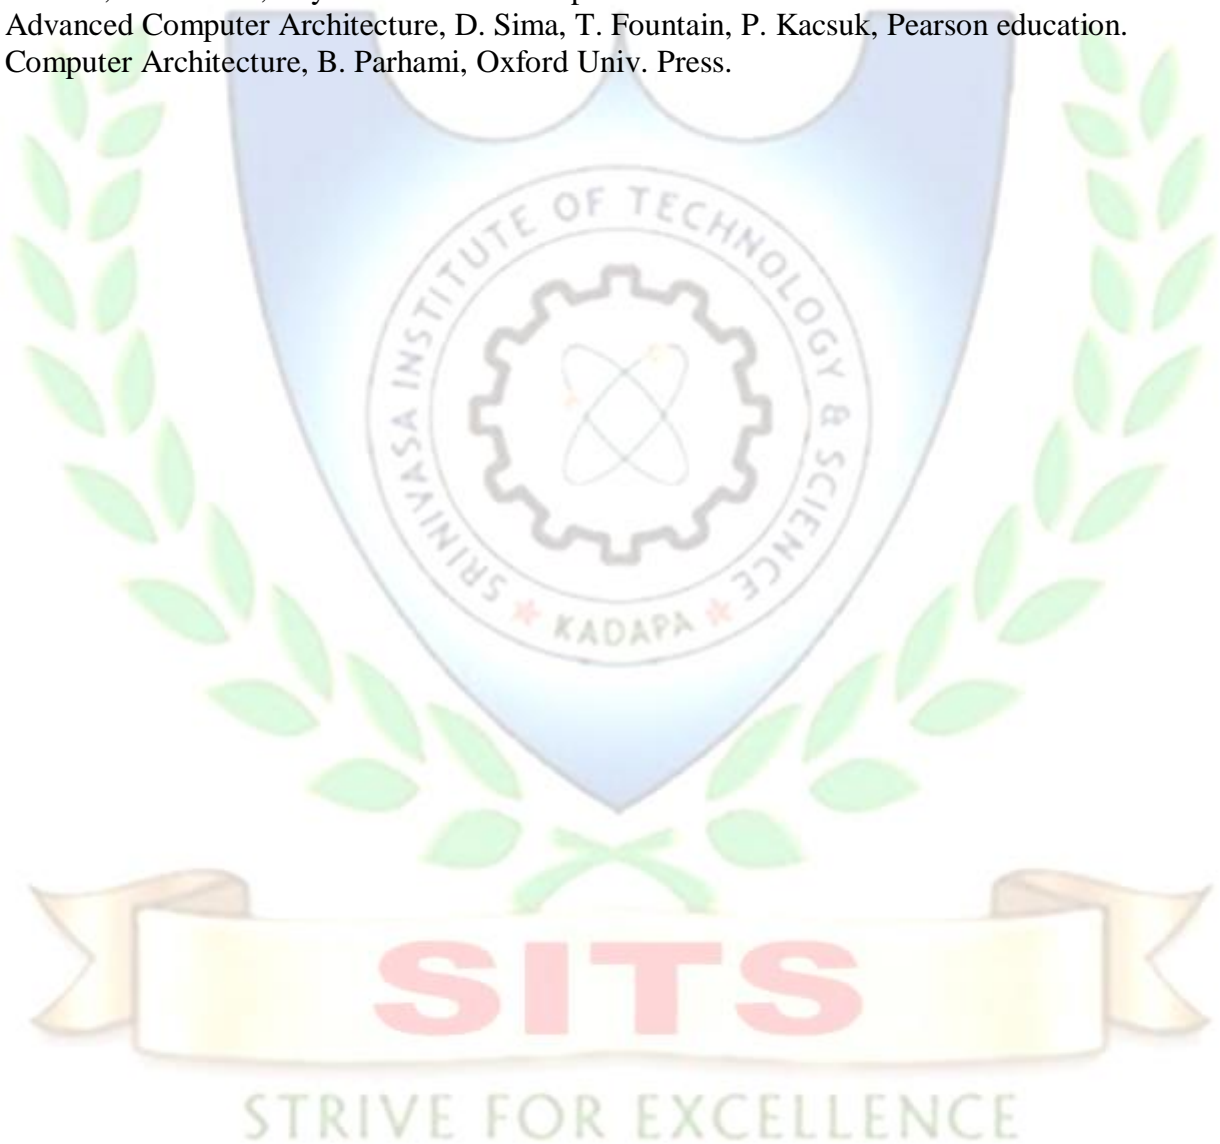 Advanced Computer Architecture, D. Sima, T. Fountain, P. Kacsuk, Pearson education.
Computer Architecture, B. Parhami, Oxford Univ. Press.
SRINIVASA INSTITUTE OF TECHNOLOGY & SCIENCE
KADAPA
SITS
STRIVE FOR EXCELLENCE